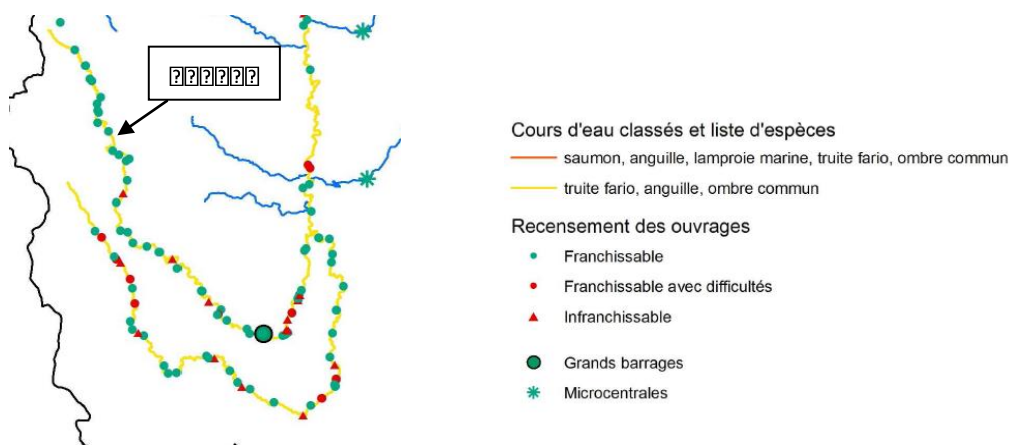 Cours d'eau classés et liste d'espèces
saumon, anguille, lamproie marine, truite fario, ombre commun
truite fario, anguille, ombre commun
Recensement des ouvrages
Franchissable
Franchissable avec difficultés
Infranchissable
Grands barrages
Microcentrales